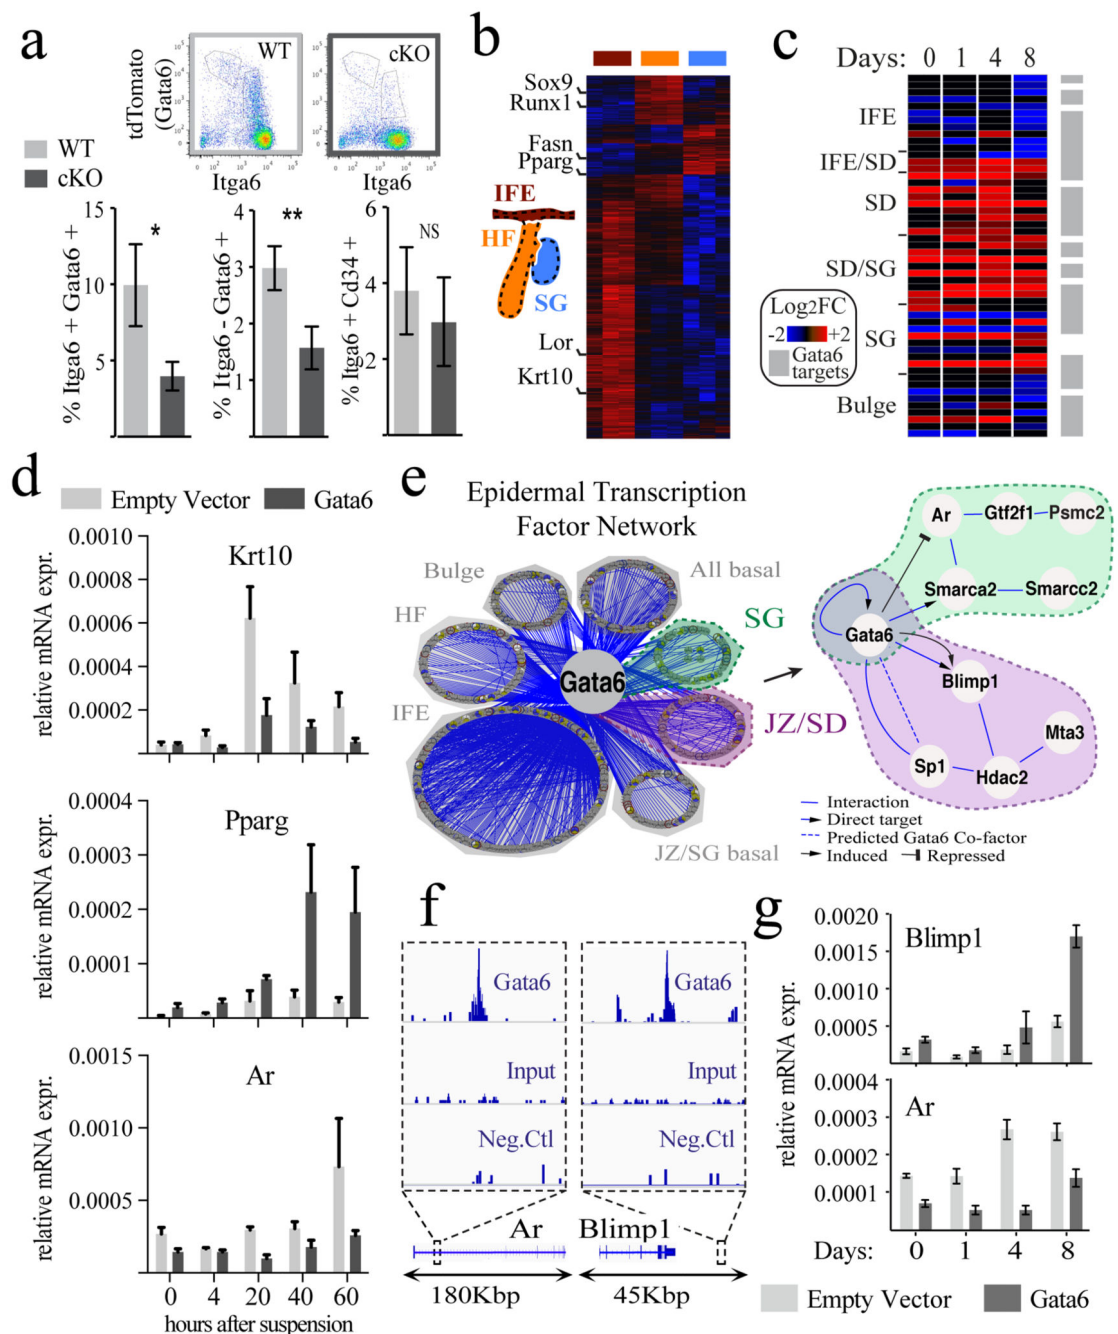 a
WT
cKO
tdTomato
(Gata6)
Itga6
Itga6
WT
cKO
% Itga6 + Gata6 +
15
10
5
*
% Itga6 - Gata6 +
4
3
2
1
**
% Itga6 + Cd34 +
6
4
2
NS
b
Sox9
Runx1
Fasn
Pparg
IFE
HF
SG
Lor
Krt10
c
Days: 0 1 4 8
IFE
IFE/SD
SD
SD/SG
SG
Bulge
Log2FC
-2 +2
Gata6
targets
d
Empty Vector Gata6
relative mRNA expr.
0.0010
0.0008
0.0006
0.0004
0.0002
Krt10
relative mRNA expr.
0.0004
0.0003
0.0002
0.0001
Pparg
relative mRNA expr.
0.0015
0.0010
0.0005
Ar
0 4 20 40 60
hours after suspension
e
Epidermal Transcription
Factor Network
Bulge
All basal
HF
SG
Gata6
IFE
JZ/SD
JZ/SG basal
Ar
Gtf2f1
Psmc2
Smarca2
Smarcc2
Gata6
Blimp1
Mta3
Sp1
Hdac2
Interaction
Direct target
Predicted Gata6 Co-factor
Induced Repressed
f
Gata6
Input
Neg.Ctl
Gata6
Input
Neg.Ctl
Ar
Blimp1
180Kbp
45Kbp
g
relative mRNA expr.
0.0020
0.0015
0.0010
0.0005
Blimp1
0.0004
0.0003
0.0002
0.0001
Ar
Days: 0 1 4 8
Empty Vector Gata6